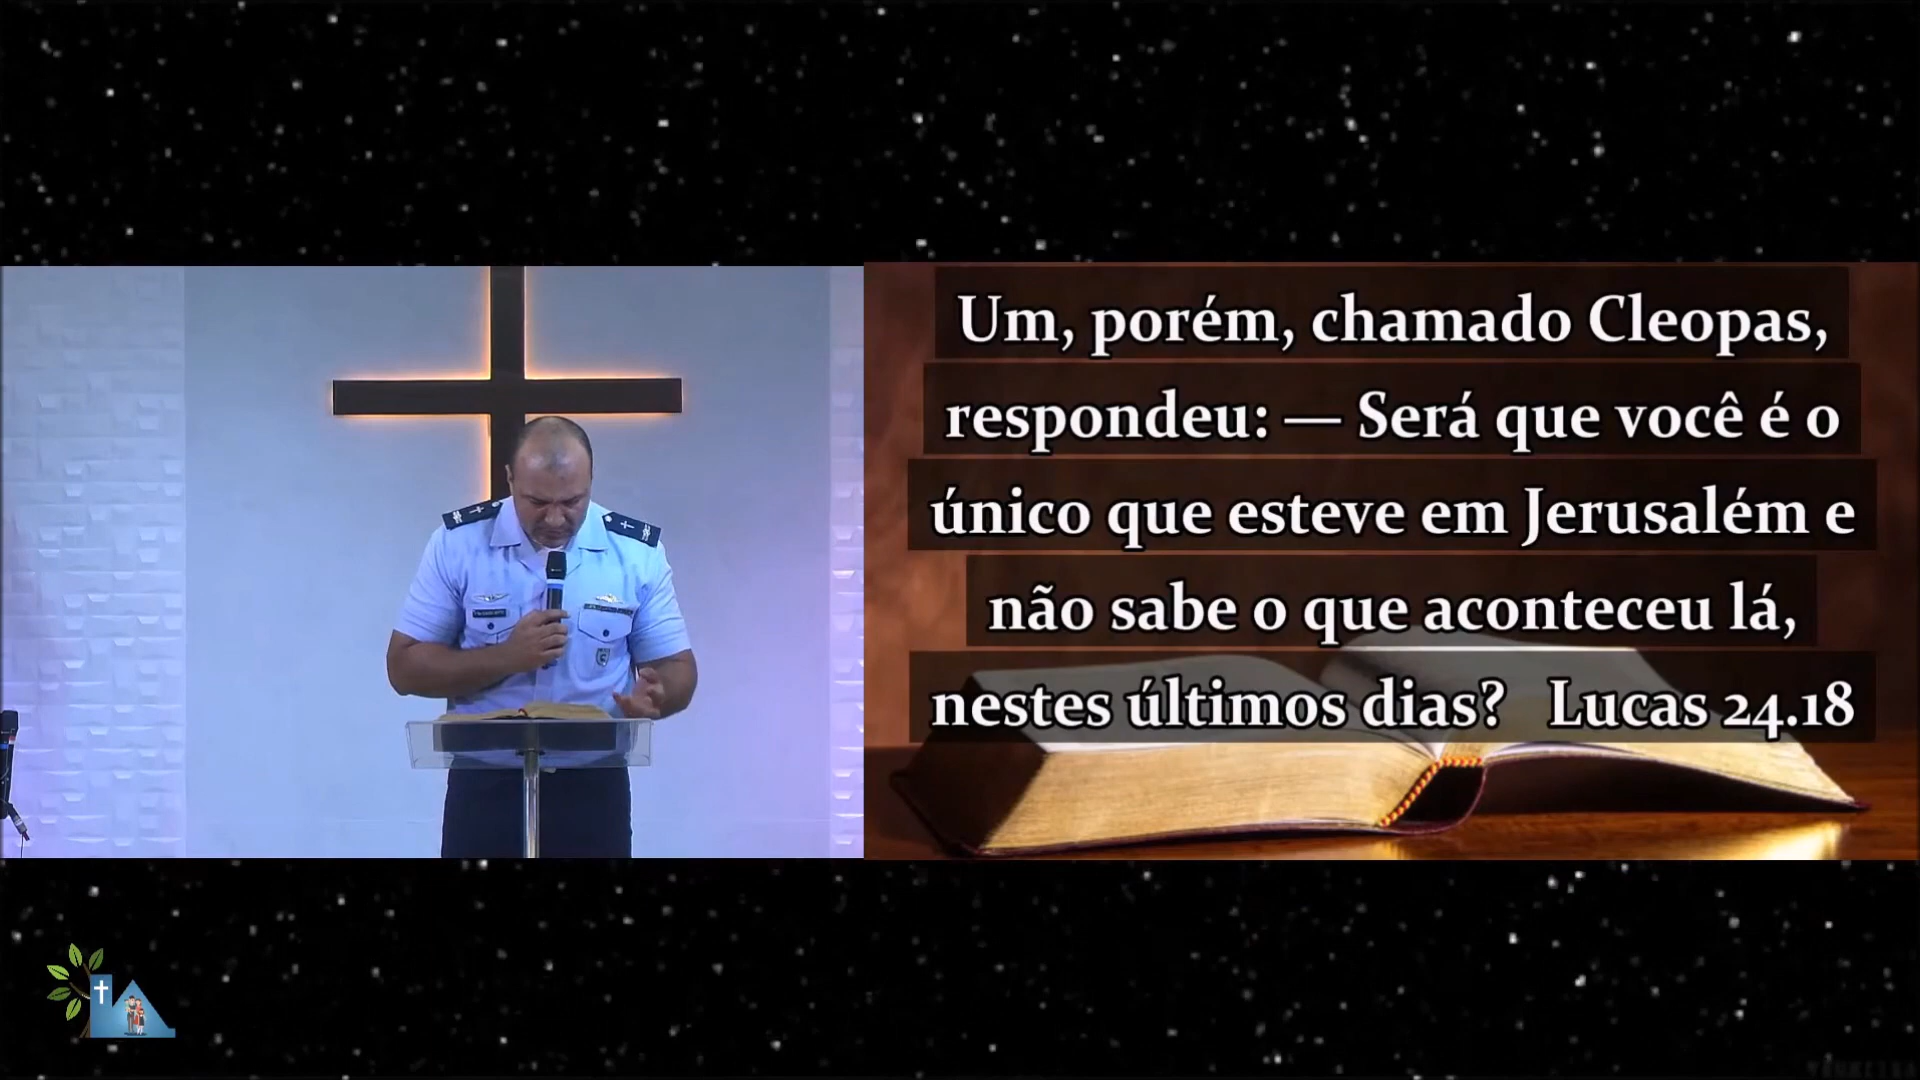 Um, porém, chamado Cleopas,
respondeu: — Será que você é o
único que esteve em Jerusalém e
não sabe o que aconteceu lá,
nestes últimos dias? Lucas 24.18